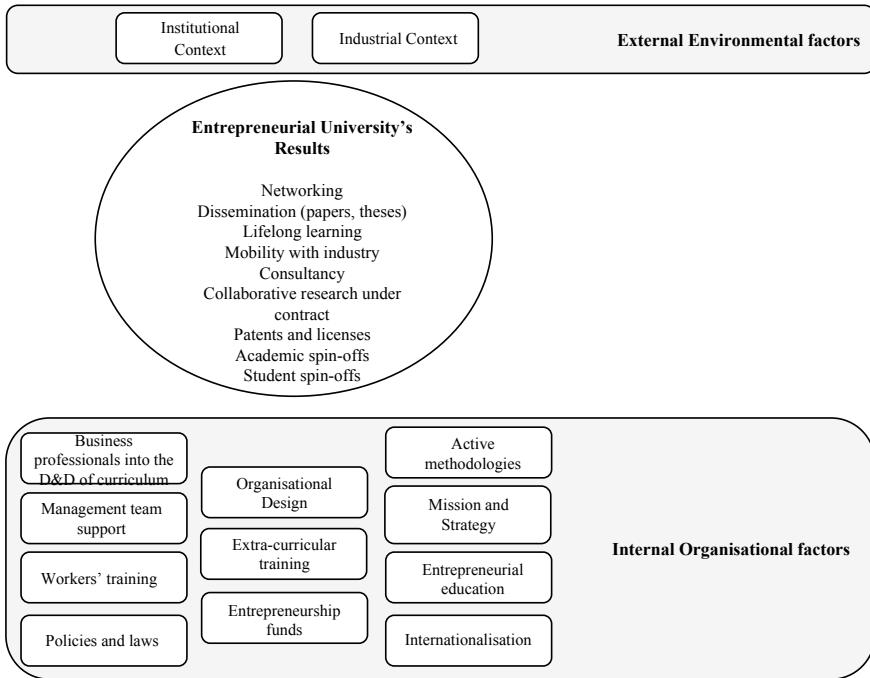 Institutional
Context
Industrial Context
External Environmental factors
Entrepreneurial University's
Results
Networking
Dissemination (papers, theses)
Lifelong learning
Mobility with industry
Consultancy
Collaborative research under
contract
Patents and licenses
Academic spin-offs
Student spin-offs
Business
professionals into the
D&D of curriculum
Management team
support
Workers' training
Policies and laws
Organisational
Design
Extra-curricular
training
Entrepreneurship
funds
Active
methodologies
Mission and
Strategy
Entrepreneurial
education
Internationalisation
Internal Organisational factors